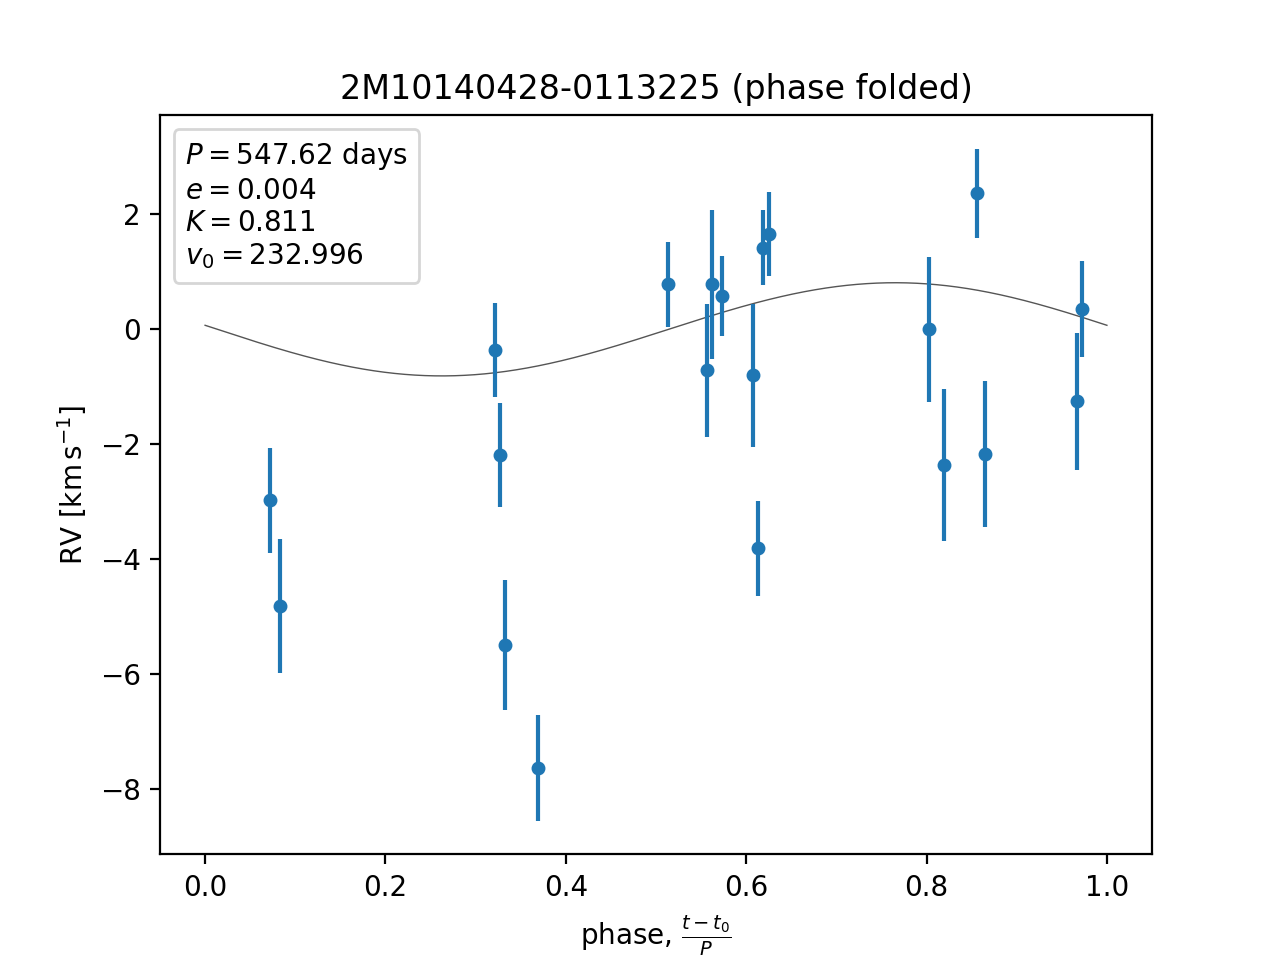 2M10140428-0113225 (phase folded)
P = 547.62 days
e = 0.004
K = 0.811
v₀ = 232.996
RV [km s⁻¹]
2
0
−2
−4
−6
−8
0.0 0.2 0.4 0.6 0.8 1.0
phase, (t − t₀)/P